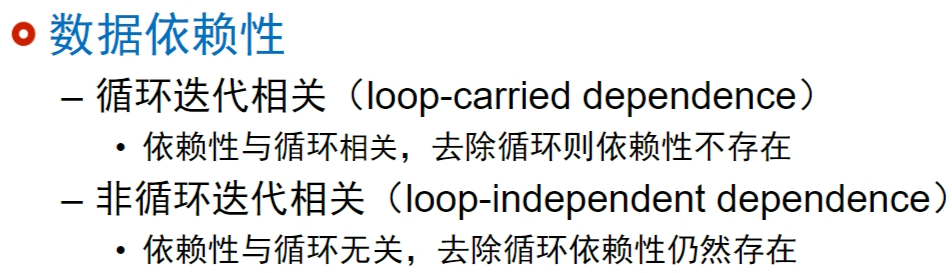 数据依赖性
– 循环迭代相关（loop-carried dependence）
• 依赖性与循环相关，去除循环则依赖性不存在
– 非循环迭代相关（loop-independent dependence）
• 依赖性与循环无关，去除循环依赖性仍然存在